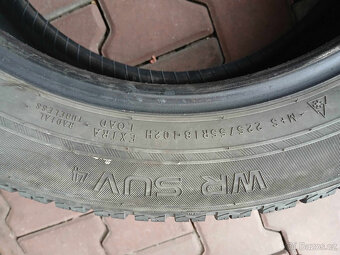 M+S 225/55R18 102H
EXTRA LOAD
RADIAL TUBELESS
WR SUV 4